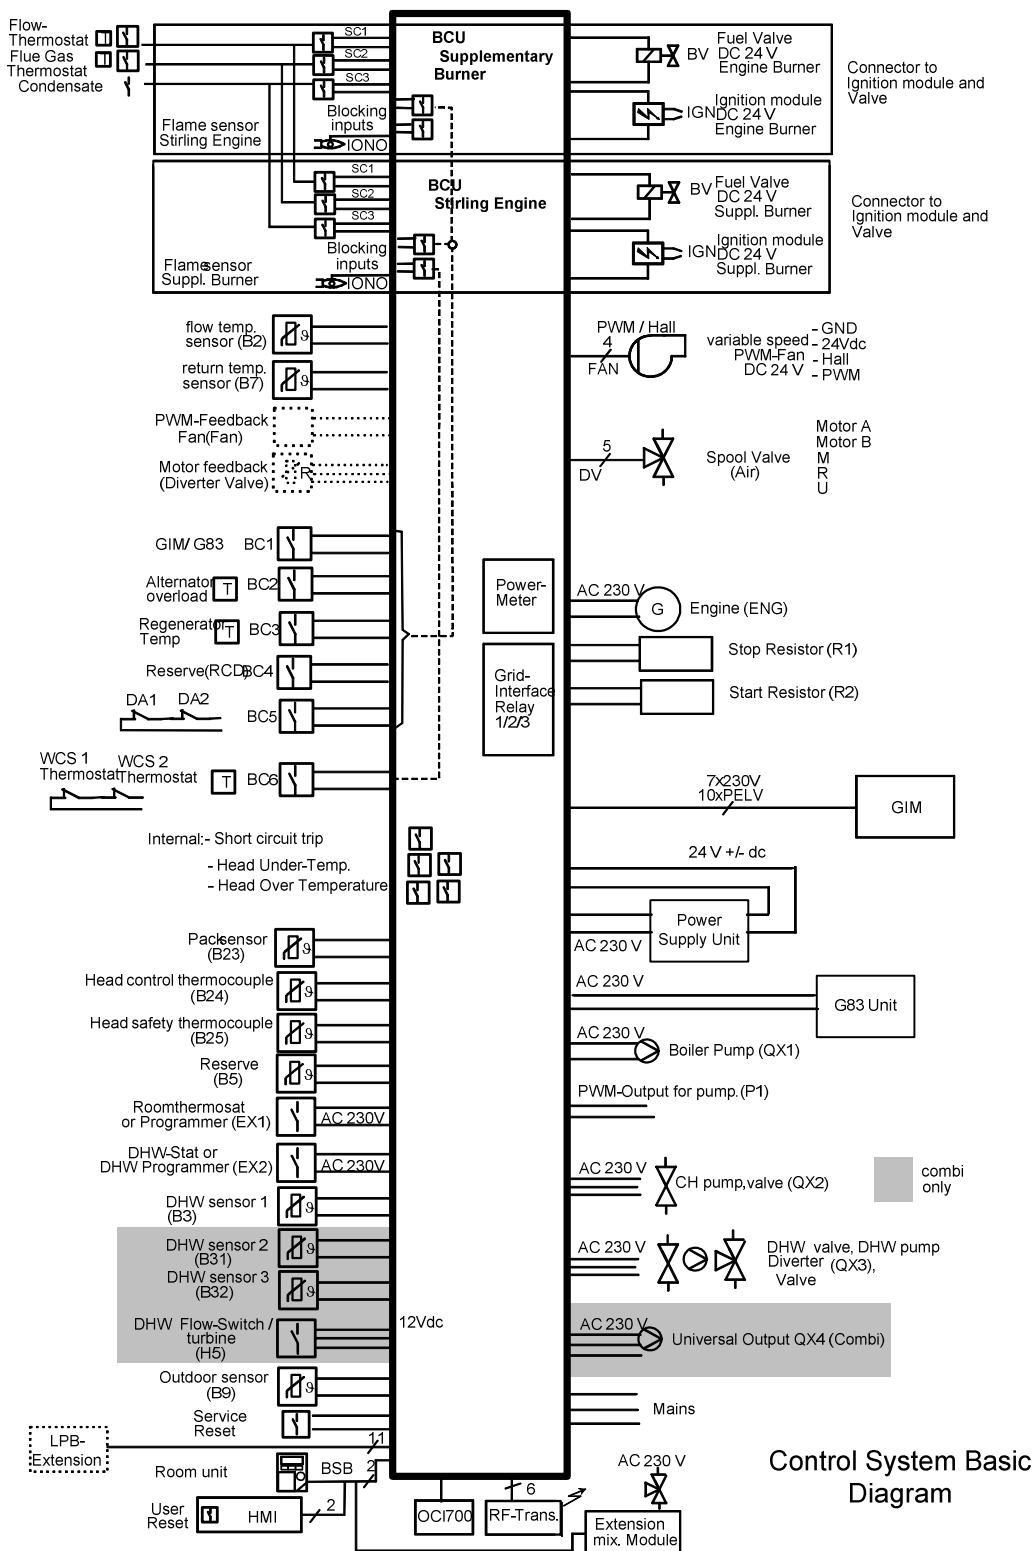 Flow-
Thermostat
Flue Gas
Thermostat
Condensate
SC1
SC2
SC3
Blocking
inputs
Flame sensor
Stirling Engine
IONO
BCU
Supplementary
Burner
BV
Fuel Valve
DC 24 V
Engine Burner
IGN
Ignition module
DC 24 V
Engine Burner
Connector to
Ignition module and
Valve
SC1
SC2
SC3
Blocking
inputs
Flame sensor
Suppl. Burner
IONO
BCU
Stirling Engine
BV
Fuel Valve
DC 24 V
Suppl. Burner
IGN
Ignition module
DC 24 V
Suppl. Burner
Connector to
Ignition module and
Valve
flow temp.
sensor (B2)
ϑ
return temp.
sensor (B7)
ϑ
PWM-Feedback
Fan(Fan)
Motor feedback
(Diverter Valve)
R
PWM / Hall
4
FAN
variable speed
PWM-Fan
DC 24 V
- GND
- 24Vdc
- Hall
- PWM
5
DV
Spool Valve
(Air)
Motor A
Motor B
M
R
U
GIM/ G83
BC1
Alternator
overload
T
BC2
Regenerator
Temp
T
BC3
Reserve(RCD)
BC4
DA1
DA2
BC5
WCS 1
Thermostat
WCS 2
Thermostat
T
BC6
Power-
Meter
Grid-
Interface
Relay
1/2/3
AC 230 V
G
Engine (ENG)
Stop Resistor (R1)
Start Resistor (R2)
7x230V
10xPELV
GIM
Internal:- Short circuit trip
- Head Under-Temp.
- Head Over Temperature
24 V +/- dc
Power
Supply Unit
AC 230 V
Packsensor
(B23)
ϑ
Head control thermocouple
(B24)
ϑ
Head safety thermocouple
(B25)
ϑ
Reserve
(B5)
ϑ
AC 230 V
G83 Unit
AC 230 V
Boiler Pump (QX1)
PWM-Output for pump.(P1)
Roomthermosat
or Programmer (EX1)
AC 230V
DHW-Stat or
DHW Programmer (EX2)
AC 230V
DHW sensor 1
(B3)
ϑ
DHW sensor 2
(B31)
ϑ
DHW sensor 3
(B32)
ϑ
DHW Flow-Switch /
turbine
(H5)
12Vdc
AC 230 V
CH pump,valve (QX2)
combi
only
AC 230 V
DHW valve, DHW pump
Diverter (QX3),
Valve
AC 230 V
Universal Output QX4 (Combi)
Outdoor sensor
(B9)
ϑ
Service
Reset
Mains
LPB-
Extension
11
Room unit
BSB
2
User
Reset
HMI
2
OCI700
6
RF-Trans.
AC 230 V
Extension
mix. Module
Control System Basic
Diagram